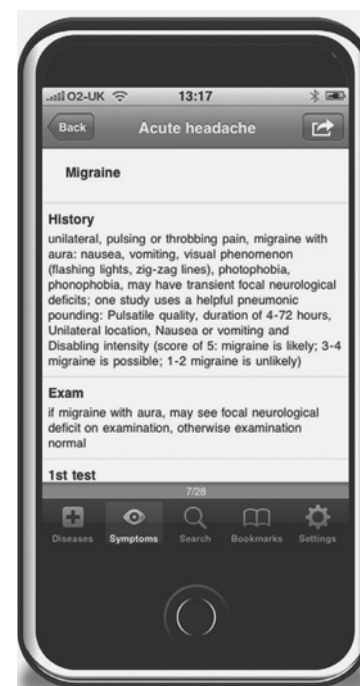 O2-UK 13:17
Back Acute headache
Migraine
History
unilateral, pulsing or throbbing pain, migraine with
aura: nausea, vomiting, visual phenomenon
(flashing lights, zig-zag lines), photophobia,
phonophobia, may have transient focal neurological
deficits; one study uses a helpful pneumonic
pounding: Pulsatile quality, duration of 4-72 hours,
Unilateral location, Nausea or vomiting and
Disabling intensity (score of 5: migraine is likely; 3-4
migraine is possible; 1-2 migraine is unlikely)
Exam
if migraine with aura, may see focal neurological
deficit on examination, otherwise examination
normal
1st test
7/28
Diseases Symptoms Search Bookmarks Settings